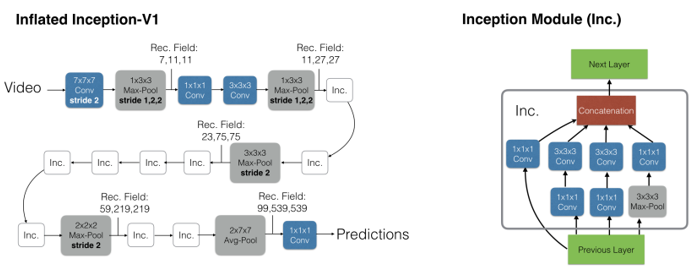 Inflated Inception-V1
Rec. Field:
7,11,11
Rec. Field:
11,27,27
Video
7x7x7
Conv
stride 2
1x3x3
Max-Pool
stride 1,2,2
1x1x1
Conv
3x3x3
Conv
1x3x3
Max-Pool
stride 1,2,2
Inc.
Rec. Field:
23,75,75
Inc.
Inc.
Inc.
Inc.
Inc.
3x3x3
Max-Pool
stride 2
Inc.
Rec. Field:
59,219,219
Rec. Field:
99,539,539
Inc.
2x2x2
Max-Pool
stride 2
Inc.
Inc.
2x7x7
Avg-Pool
1x1x1
Conv
Predictions
Inception Module (Inc.)
Next Layer
Inc.
Concatenation
1x1x1
Conv
3x3x3
Conv
3x3x3
Conv
1x1x1
Conv
1x1x1
Conv
1x1x1
Conv
3x3x3
Max-Pool
Previous Layer